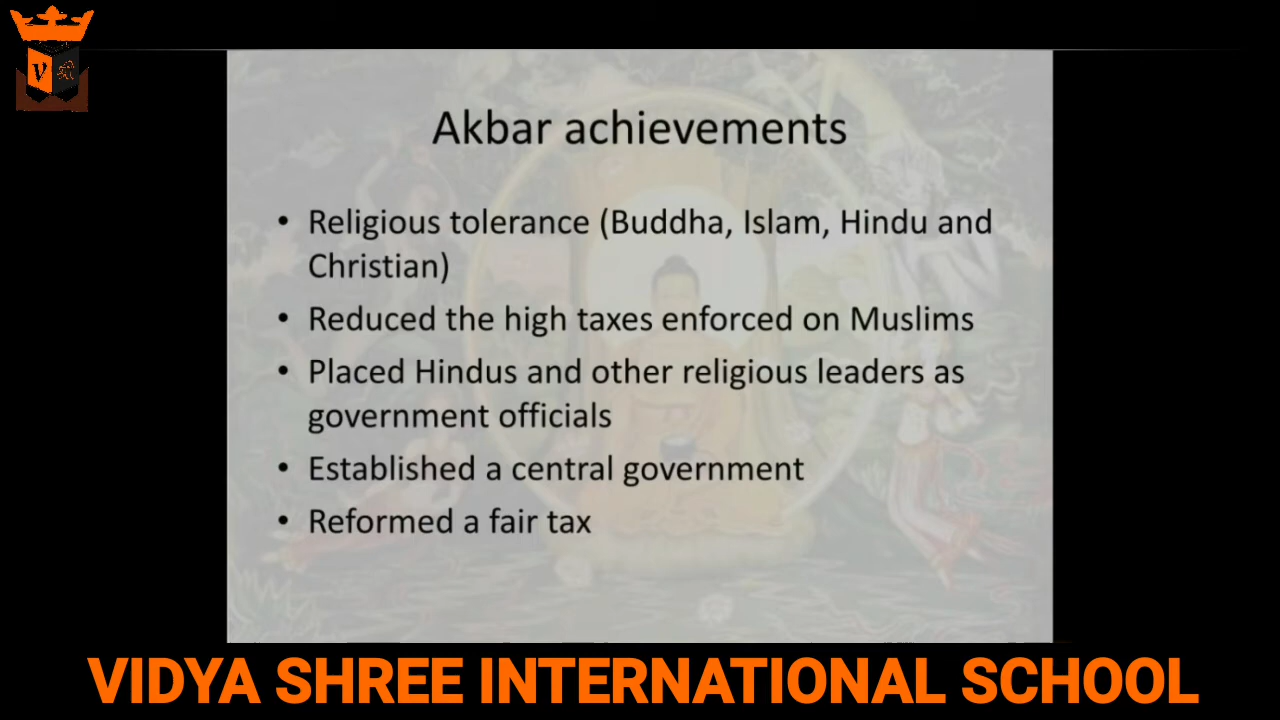 Akbar achievements
• Religious tolerance (Buddha, Islam, Hindu and
Christian)
• Reduced the high taxes enforced on Muslims
• Placed Hindus and other religious leaders as
government officials
• Established a central government
• Reformed a fair tax
VIDYA SHREE INTERNATIONAL SCHOOL